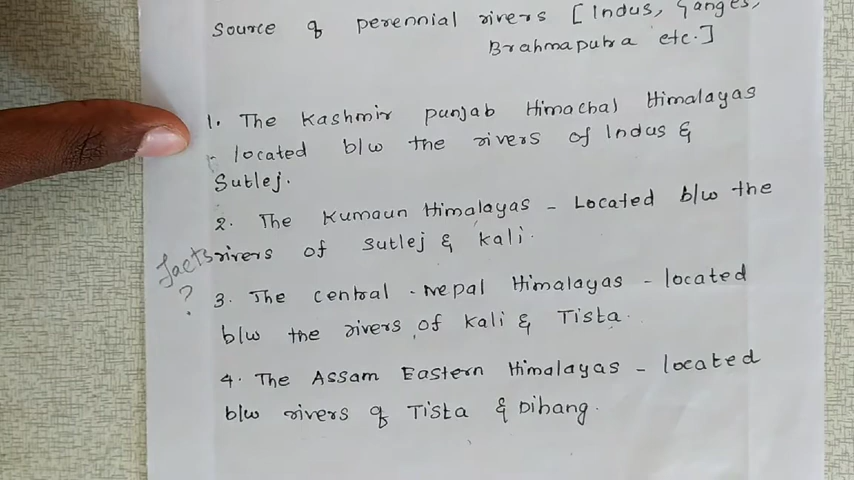 Source of perennial rivers [Indus, Ganges,
Brahmaputra etc.]
1. The Kashmir punjab Himachal Himalayas
- located b/w the rivers of Indus &
Sutlej.
2. The Kumaun Himalayas - Located b/w the
rivers of Sutlej & Kali.
facts
?
3. The central - Nepal Himalayas - located
b/w the rivers of Kali & Tista.
4. The Assam Eastern Himalayas - located
b/w rivers of Tista & Dihang.